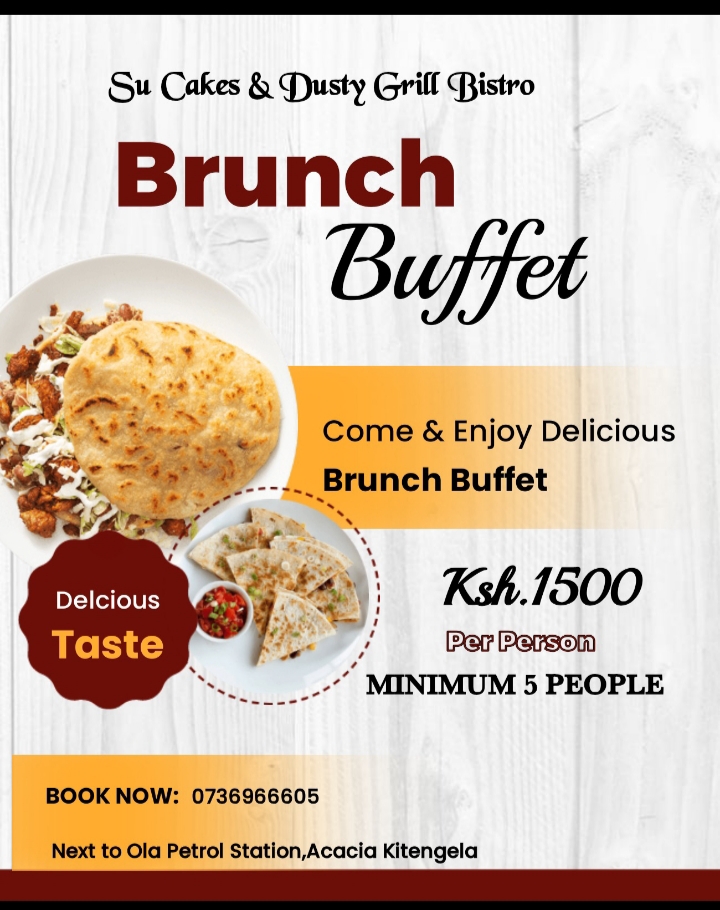 Su Cakes & Dusty Grill Bistro
Brunch
Buffet
Come & Enjoy Delicious
Brunch Buffet
Delcious
Taste
Ksh.1500
Per Person
MINIMUM 5 PEOPLE
BOOK NOW: 0736966605
Next to Ola Petrol Station,Acacia Kitengela